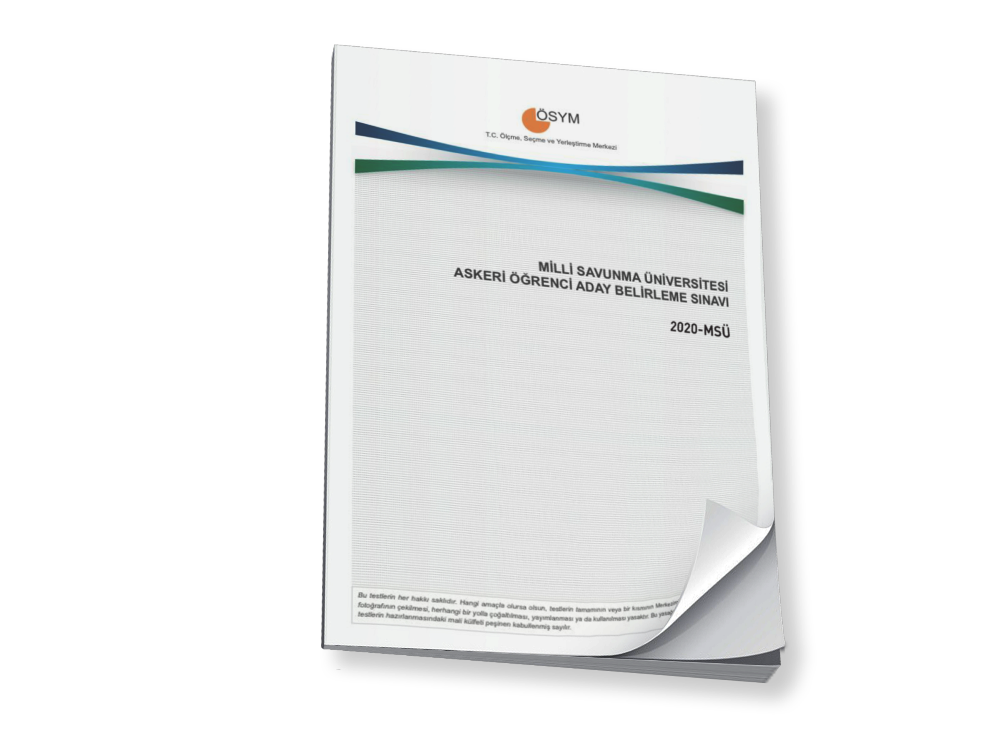 ÖSYM
T.C. Ölçme, Seçme ve Yerleştirme Merkezi
MİLLİ SAVUNMA ÜNİVERSİTESİ
ASKERİ ÖĞRENCİ ADAY BELİRLEME SINAVI
2020-MSÜ
Bu testlerin her hakkı saklıdır. Hangi amaçla olursa olsun, testlerin tamamının veya bir kısmının
fotoğrafının çekilmesi, herhangi bir yolla çoğaltılması, yayımlanması ya da kullanılması yasaktır. Bu
testlerin hazırlanmasındaki mali külfeti peşinen kabullenmiş sayılır.